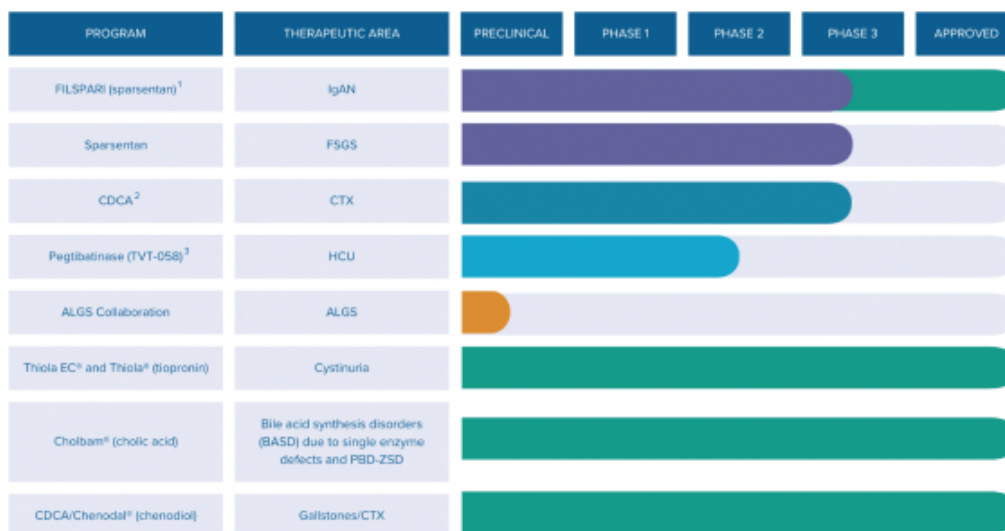 PROGRAM THERAPEUTIC AREA PRECLINICAL PHASE 1 PHASE 2 PHASE 3 APPROVED
FILSPARI (sparsentan)¹ IgAN
Sparsentan FSGS
CDCA² CTX
Pegtibatinase (TVT-058)³ HCU
ALGS Collaboration ALGS
Thiola EC® and Thiola® (tiopronin) Cystinuria
Cholbam® (cholic acid) Bile acid synthesis disorders
(BASD) due to single enzyme
defects and PBD-ZSD
CDCA/Chenodal® (chenodiol) Gallstones/CTX